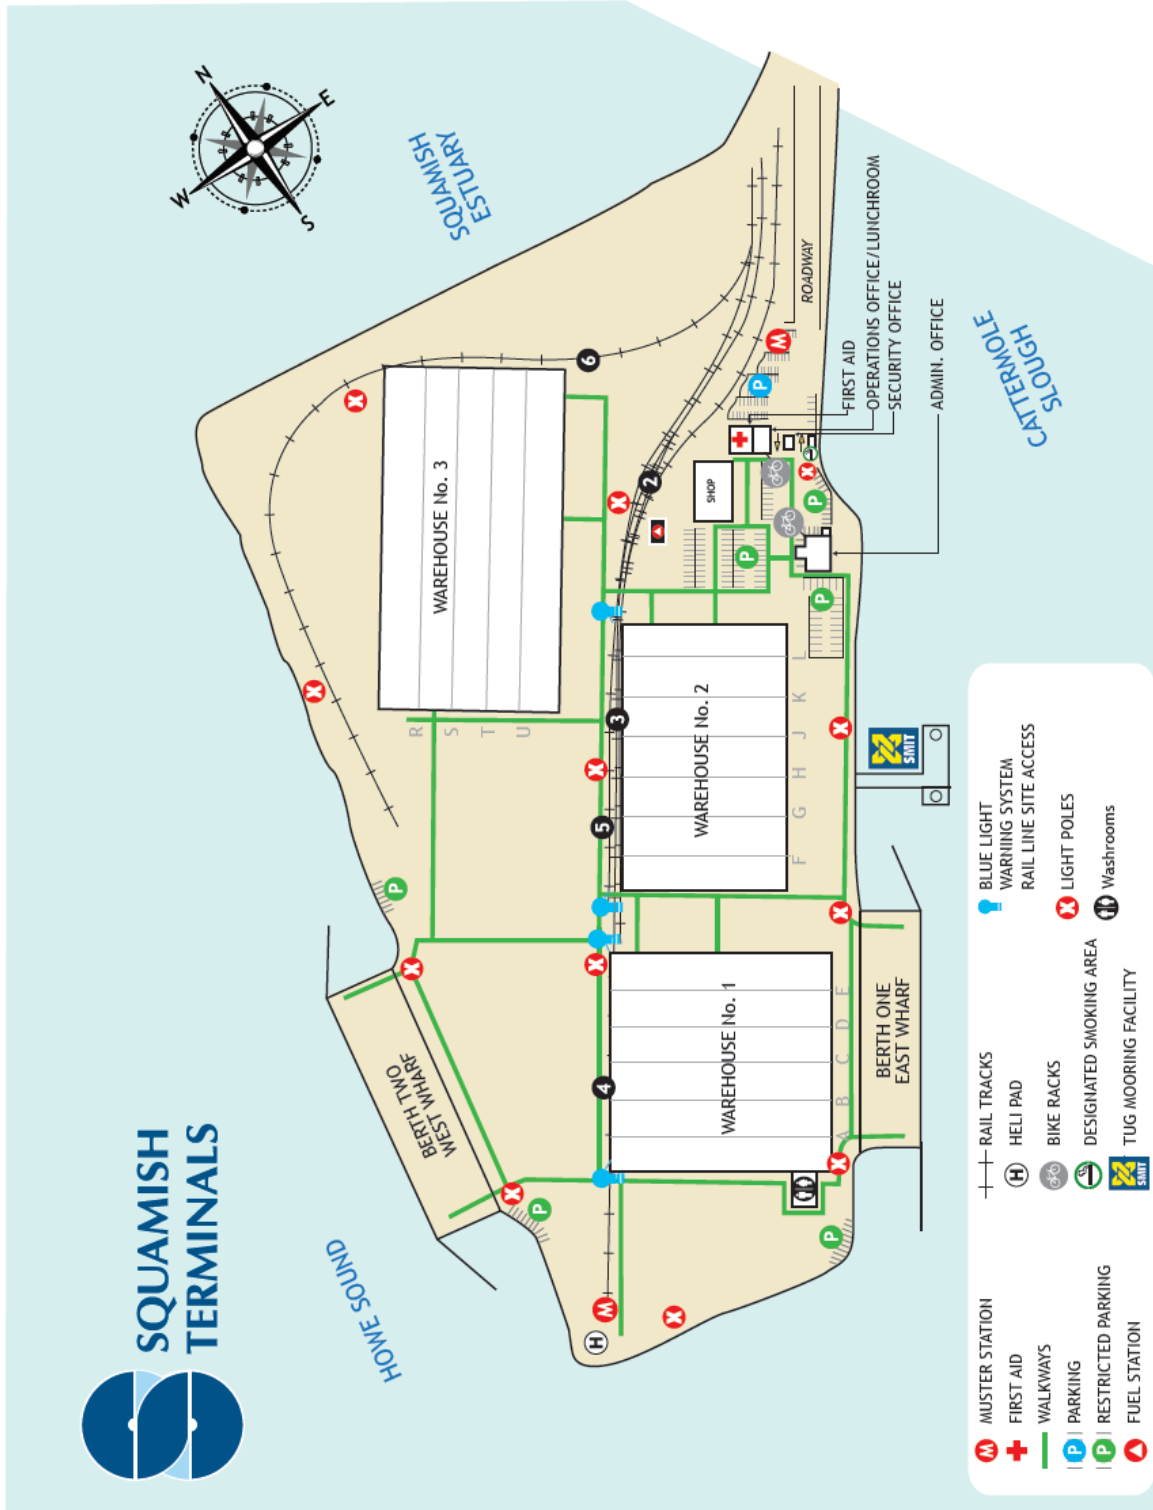 SQUAMISH
TERMINALS
N
E
S
W
SQUAMISH
ESTUARY
HOWE SOUND
CATTERMOLE
SLOUGH
BERTH TWO
WEST WHARF
BERTH ONE
EAST WHARF
WAREHOUSE No. 3
R
S
T
U
WAREHOUSE No. 2
F
G
H
J
K
L
WAREHOUSE No. 1
A
B
C
D
E
4
5
3
2
6
SHOP
ROADWAY
FIRST AID
OPERATIONS OFFICE/LUNCHROOM
SECURITY OFFICE
ADMIN. OFFICE
H
M
M
P
P
P
P
P
P
P
X
X
X
X
X
X
X
X
X
X
X
X
SMIT
M MUSTER STATION
FIRST AID
WALKWAYS
P PARKING
P RESTRICTED PARKING
FUEL STATION
RAIL TRACKS
H HELI PAD
BIKE RACKS
DESIGNATED SMOKING AREA
SMIT TUG MOORING FACILITY
BLUE LIGHT
WARNING SYSTEM
RAIL LINE SITE ACCESS
X LIGHT POLES
Washrooms